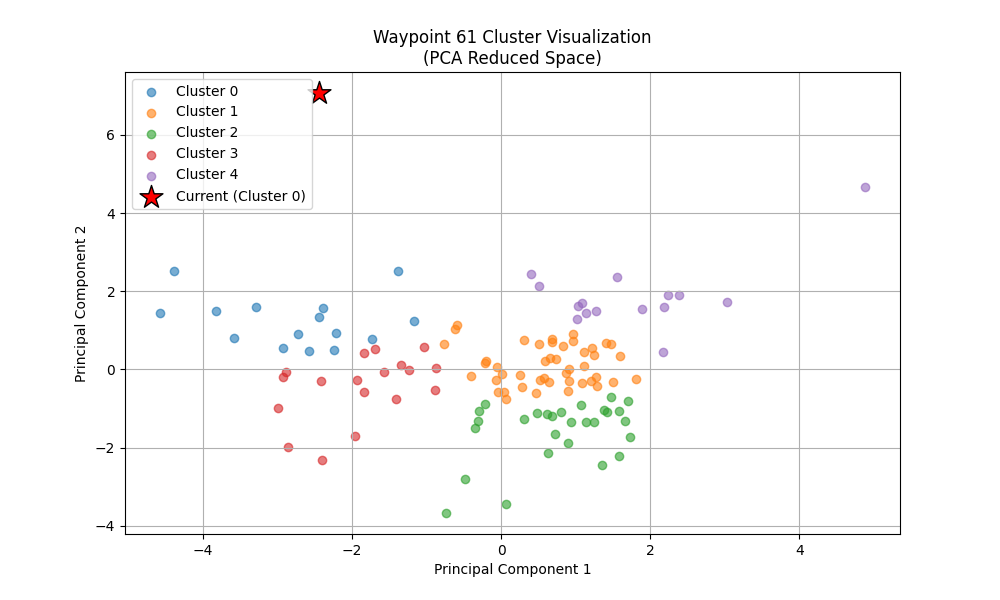 Waypoint 61 Cluster Visualization
(PCA Reduced Space)
Cluster 0
Cluster 1
Cluster 2
Cluster 3
Cluster 4
Current (Cluster 0)
Principal Component 2
6
4
2
0
−2
−4
−4
−2
0
2
4
Principal Component 1